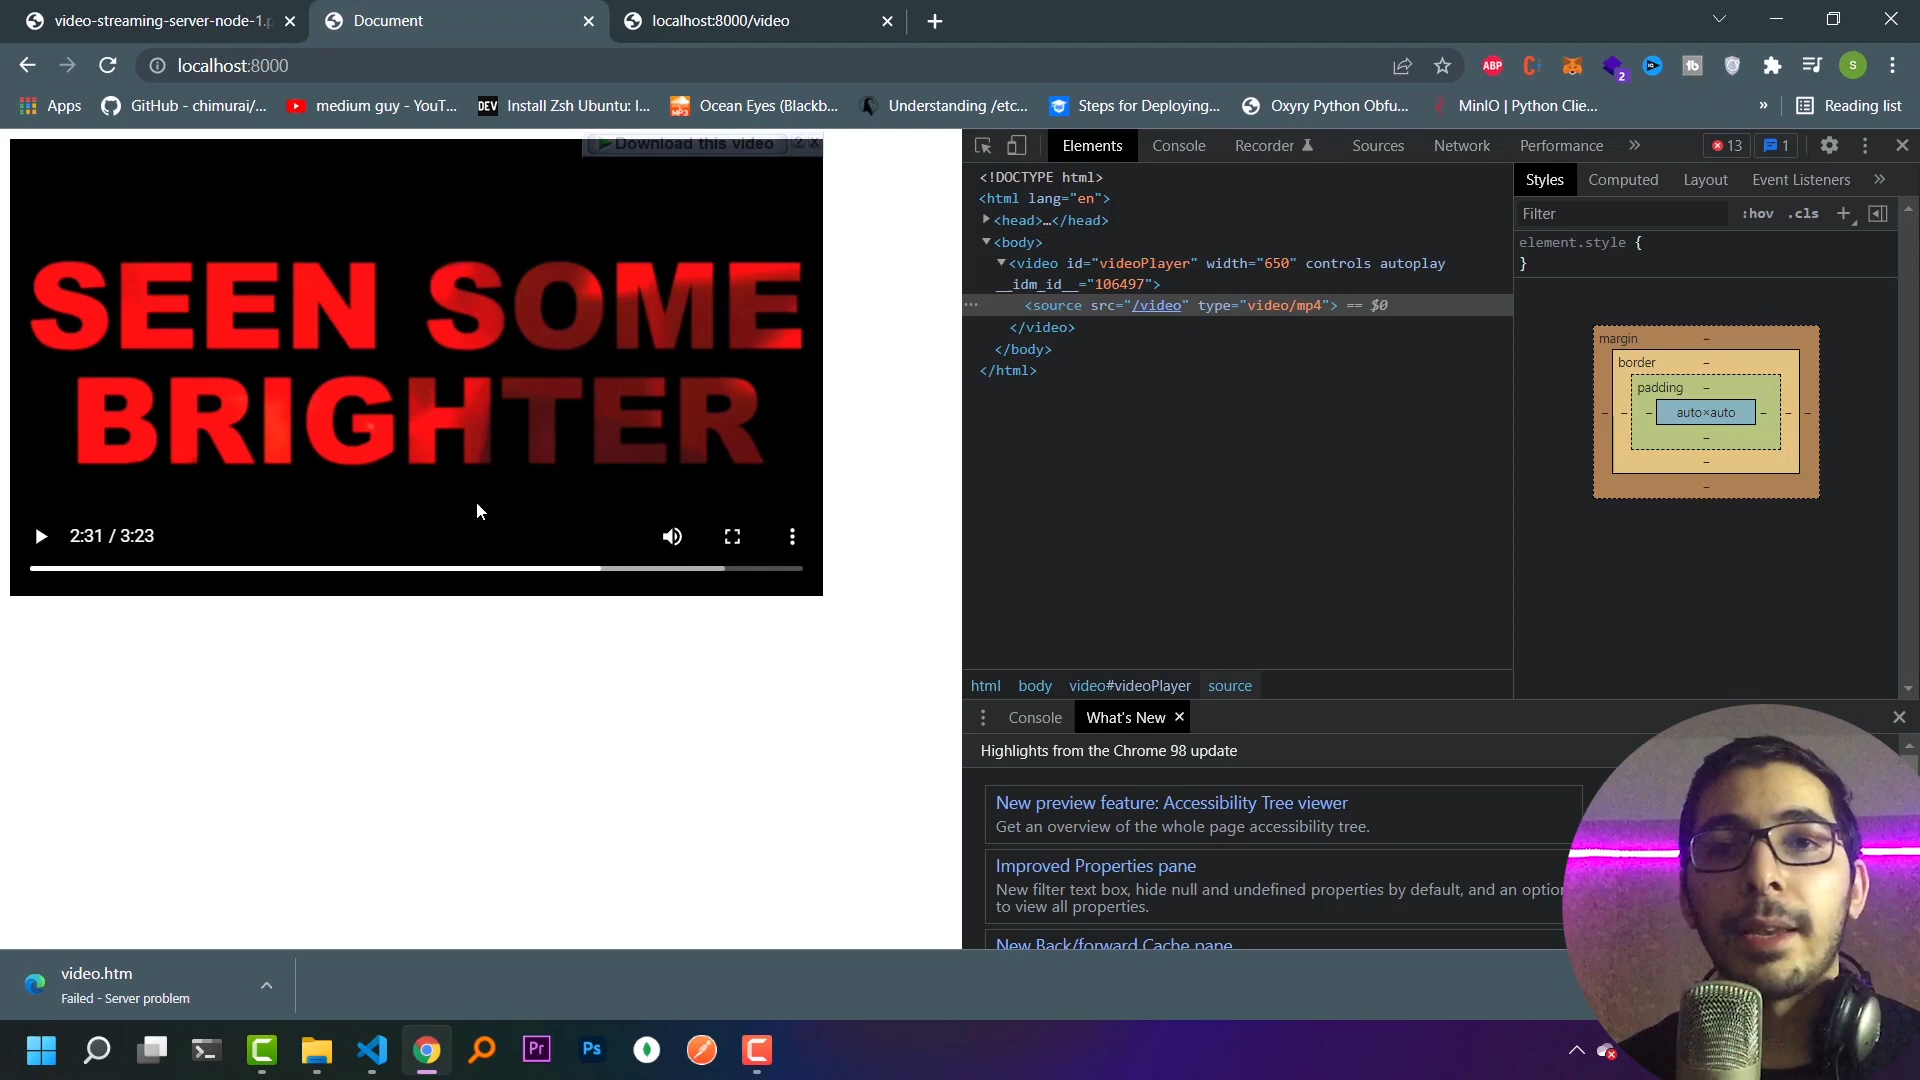 video-streaming-server-node-1.p
Document
localhost:8000/video
localhost:8000
ABP
2
S
Apps
GitHub - chimurai/...
medium guy - YouT...
DEV
Install Zsh Ubuntu: I...
MP3
Ocean Eyes (Blackb...
Understanding /etc...
Steps for Deploying...
Oxyry Python Obfu...
MinIO | Python Clie...
»
Reading list
Download this video
? X
SEEN SOME
BRIGHTER
2:31 / 3:23
Elements
Console
Recorder
Sources
Network
Performance
»
13
1
<!DOCTYPE html>
<html lang="en">
<head>…</head>
<body>
<video id="videoPlayer" width="650" controls autoplay
__idm_id__="106497">
<source src="/video" type="video/mp4"> == $0
</video>
</body>
</html>
html
body
video#videoPlayer
source
Styles
Computed
Layout
Event Listeners
»
Filter
:hov
.cls
element.style {
}
margin
border
padding
auto×auto
Console
What's New
Highlights from the Chrome 98 update
New preview feature: Accessibility Tree viewer
Get an overview of the whole page accessibility tree.
Improved Properties pane
New filter text box, hide null and undefined properties by default, and an option
to view all properties.
New Back/forward Cache pane
video.htm
Failed - Server problem
Pr
Ps